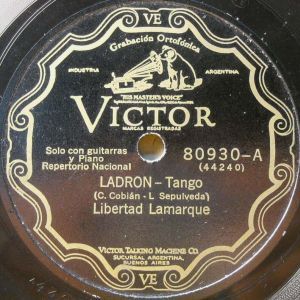 VE
Grabación Ortofónica
INDUSTRIA ARGENTINA
"HIS MASTER'S VOICE"
VICTOR
MARCAS REGISTRADAS
Solo con guitarras
y Piano
Repertorio Nacional
80930-A
(44240)
LADRON - Tango
(C. Cobián - L. Sepulveda)
Libertad Lamarque
VICTOR TALKING MACHINE CO.
SUCURSAL ARGENTINA,
BUENOS AIRES
VE